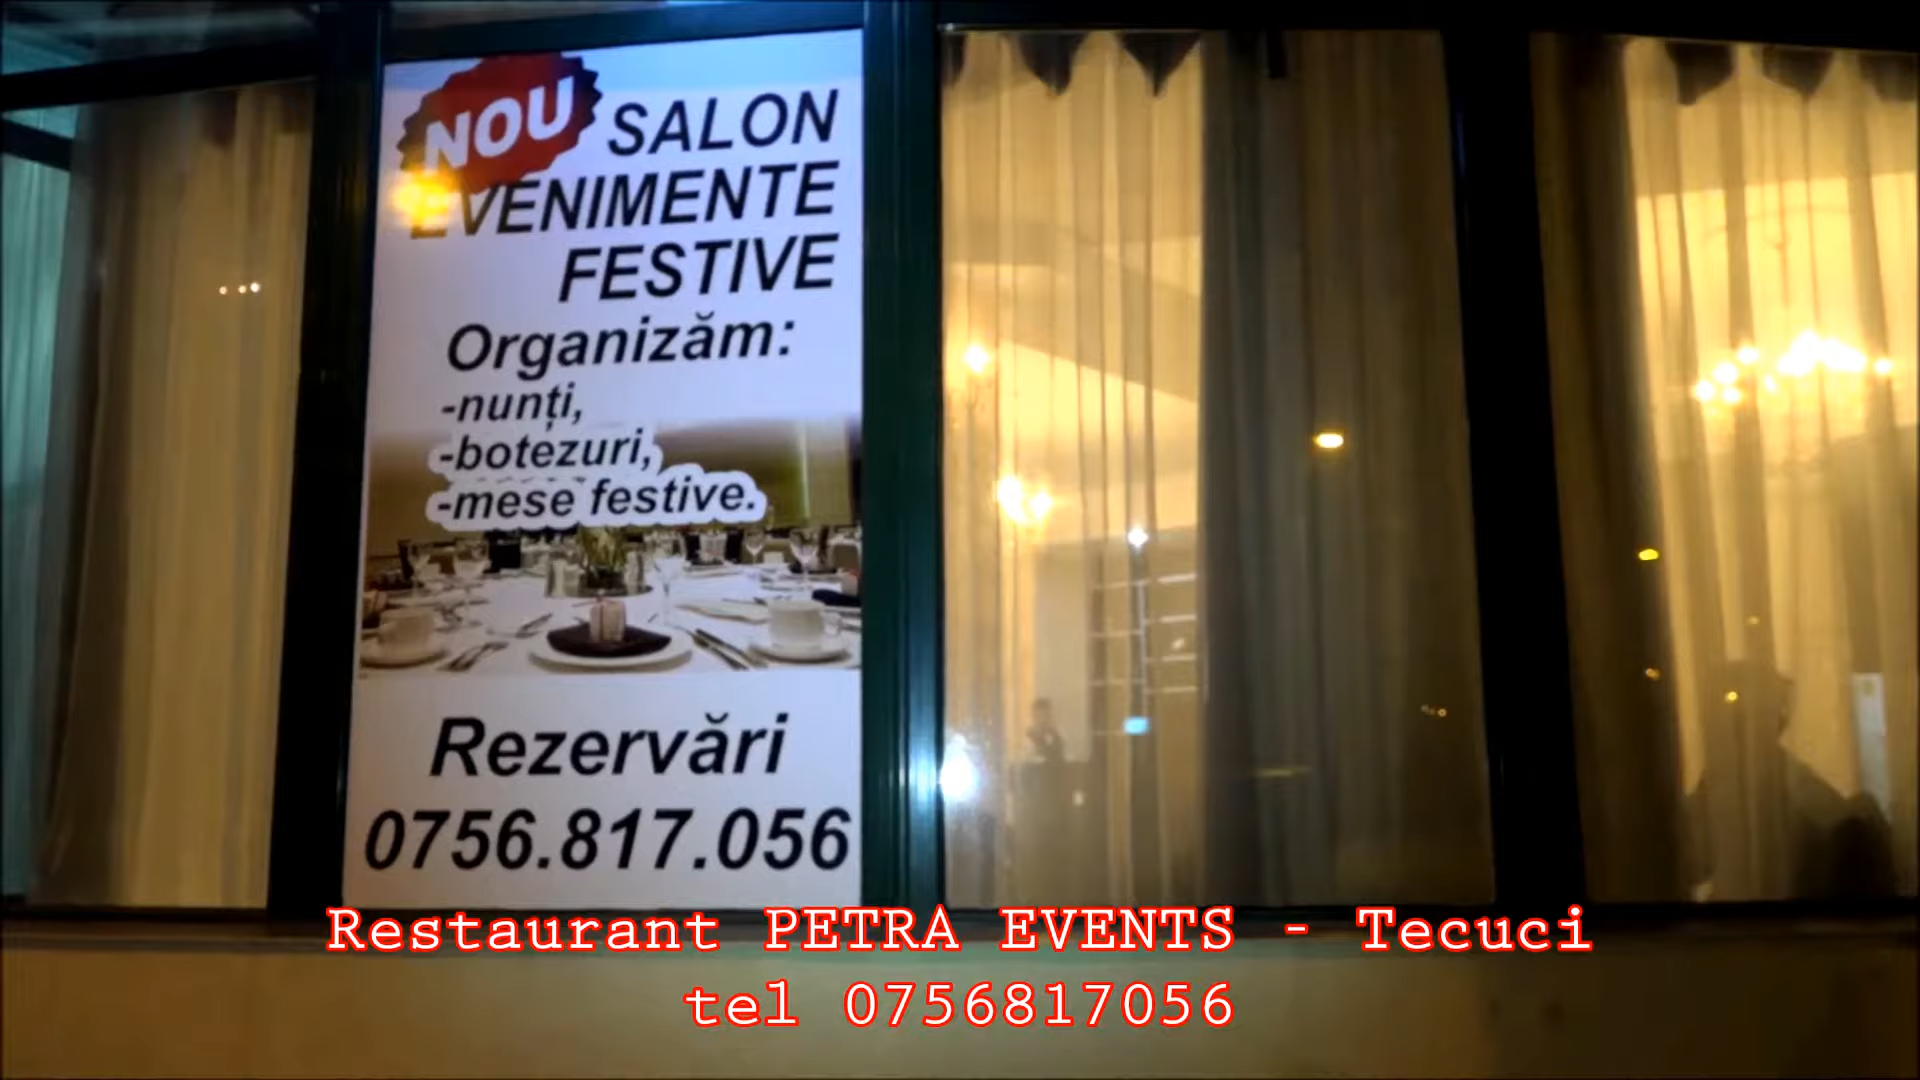 NOU
SALON
EVENIMENTE
FESTIVE
Organizăm:
-nunți,
-botezuri,
-mese festive.
Rezervări
0756.817.056
Restaurant PETRA EVENTS - Tecuci
tel 0756817056